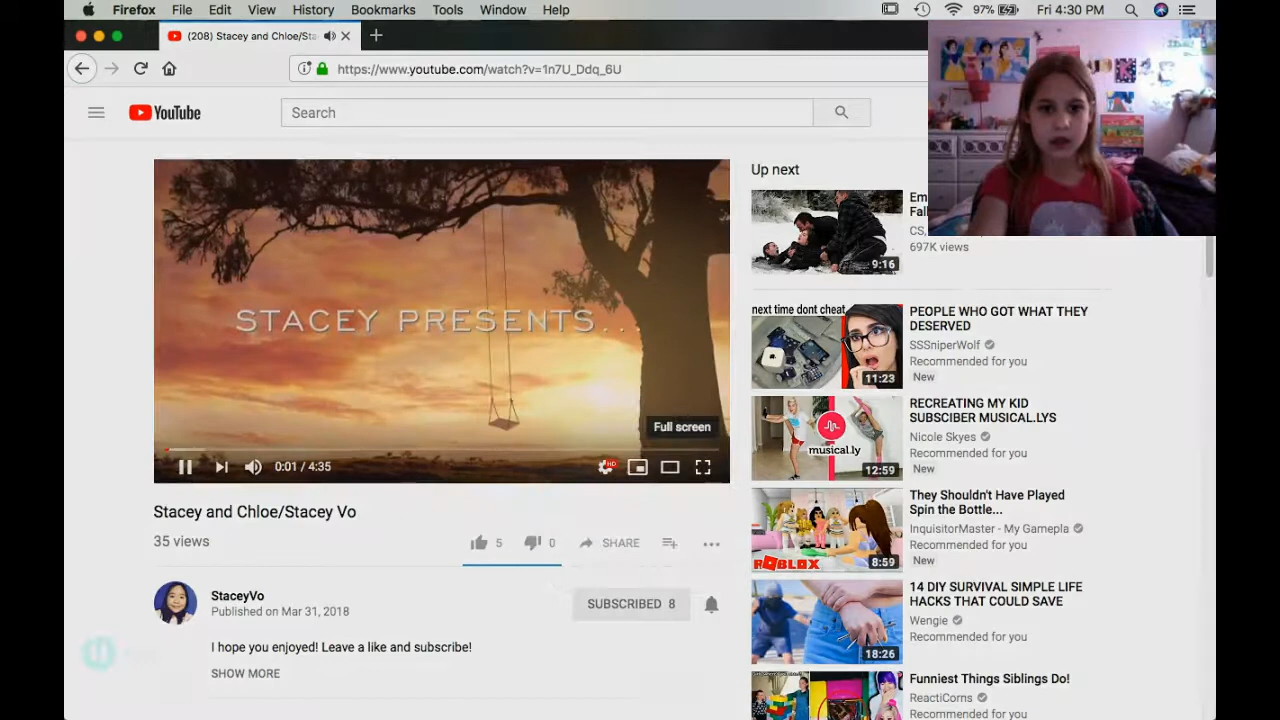 Firefox File Edit View History Bookmarks Tools Window Help 97% Fri 4:30 PM
(208) Stacey and Chloe/Sta
https://www.youtube.com/watch?v=1n7U_Ddq_6U
YouTube
Search
STACEY PRESENTS...
Full screen
0:01 / 4:35
HD
Stacey and Chloe/Stacey Vo
35 views
5 0 SHARE
StaceyVo
Published on Mar 31, 2018
SUBSCRIBED 8
I hope you enjoyed! Leave a like and subscribe!
SHOW MORE
Up next
Em
Fal
CS,
697K views
9:16
next time dont cheat
11:23
PEOPLE WHO GOT WHAT THEY
DESERVED
SSSniperWolf
Recommended for you
New
musical.ly
12:59
RECREATING MY KID
SUBSCIBER MUSICAL.LYS
Nicole Skyes
Recommended for you
New
ROBLOX
8:59
They Shouldn't Have Played
Spin the Bottle...
InquisitorMaster - My Gamepla
Recommended for you
New
18:26
14 DIY SURVIVAL SIMPLE LIFE
HACKS THAT COULD SAVE
Wengie
Recommended for you
Funniest Things Siblings Do!
ReactiCorns
Recommended for you